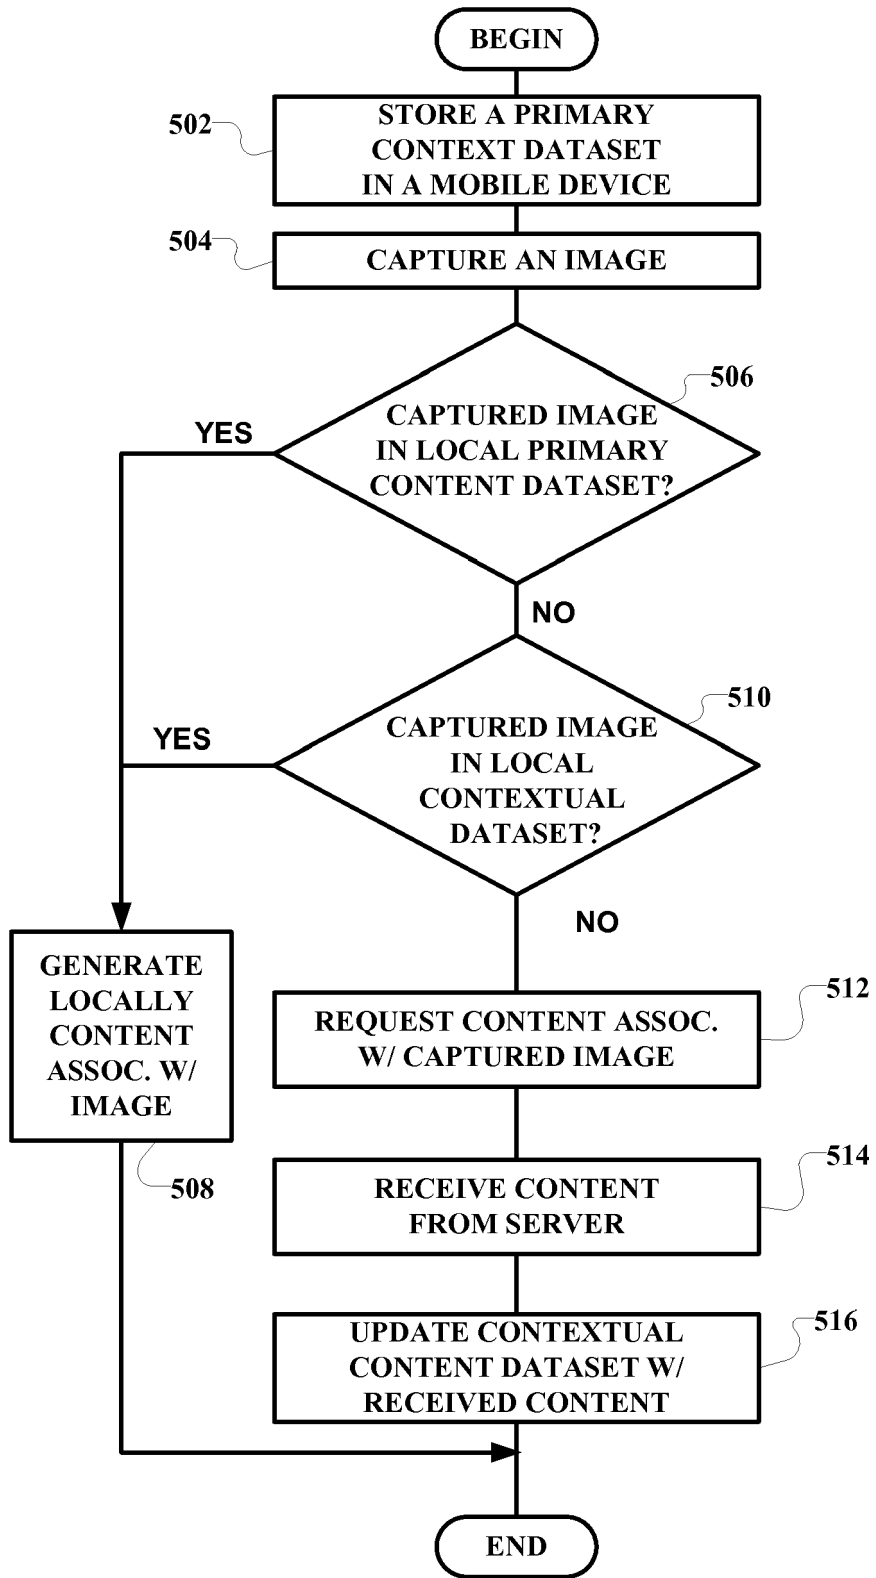 BEGIN
502
STORE A PRIMARY
CONTEXT DATASET
IN A MOBILE DEVICE
504
CAPTURE AN IMAGE
506
CAPTURED IMAGE
IN LOCAL PRIMARY
CONTENT DATASET?
YES
NO
510
CAPTURED IMAGE
IN LOCAL
CONTEXTUAL
DATASET?
YES
NO
GENERATE
LOCALLY
CONTENT
ASSOC. W/
IMAGE
508
512
REQUEST CONTENT ASSOC.
W/ CAPTURED IMAGE
514
RECEIVE CONTENT
FROM SERVER
516
UPDATE CONTEXTUAL
CONTENT DATASET W/
RECEIVED CONTENT
END